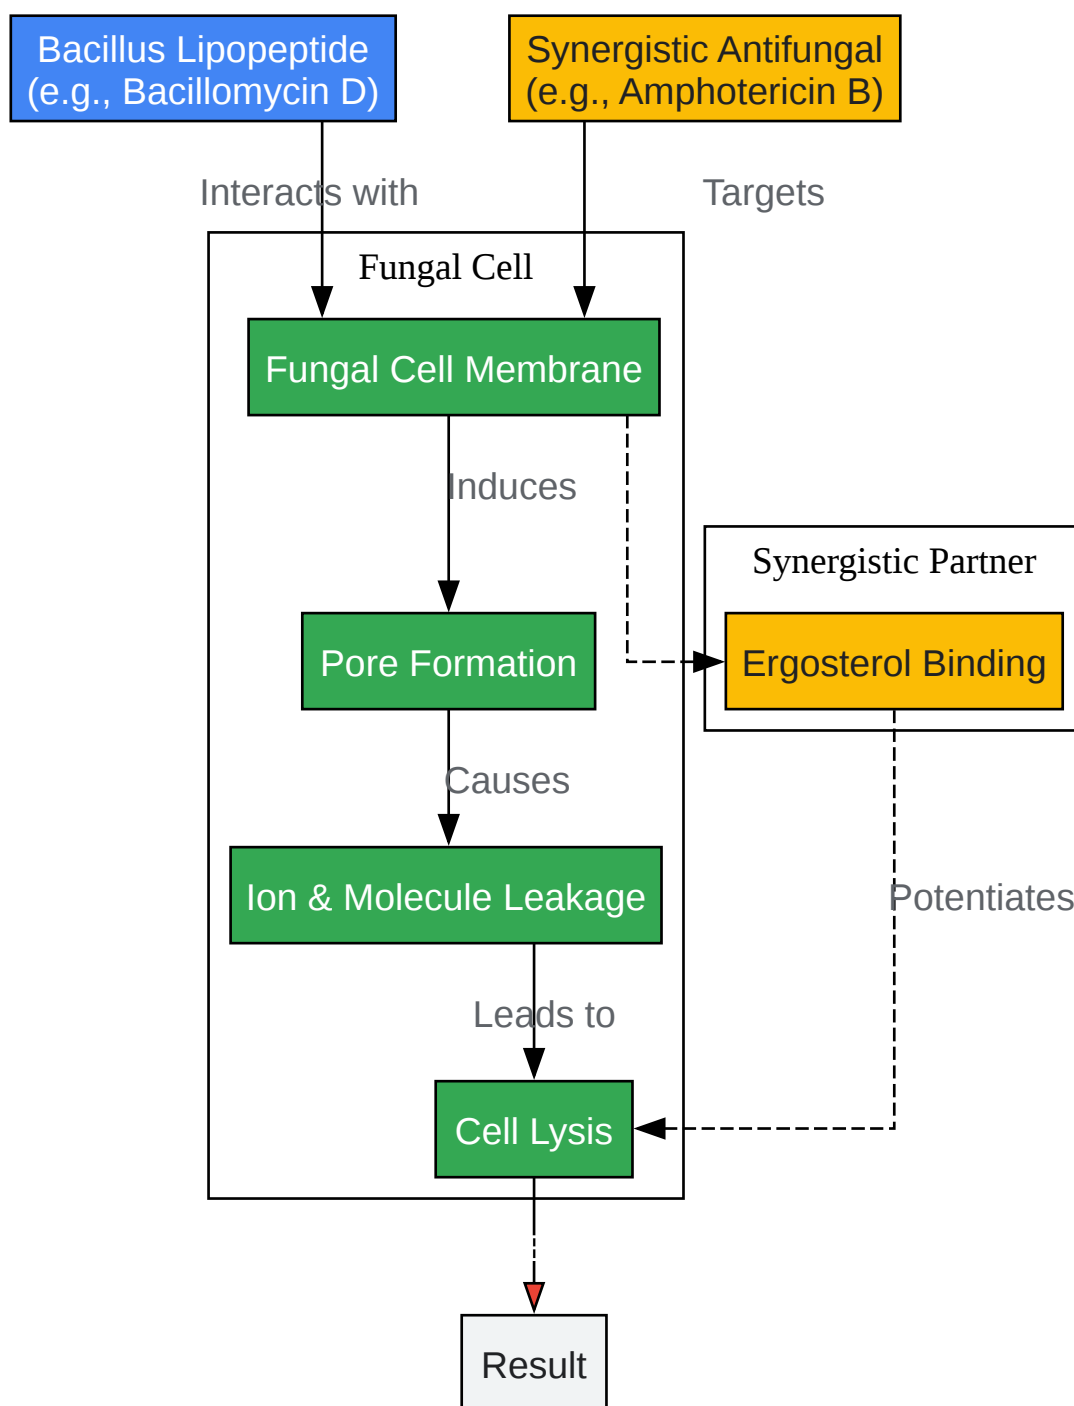 Bacillus Lipopeptide
(e.g., Bacillomycin D)
Synergistic Antifungal
(e.g., Amphotericin B)
Interacts with
Targets
Fungal Cell
Fungal Cell Membrane
Induces
Synergistic Partner
Pore Formation
Ergosterol Binding
Causes
Ion & Molecule Leakage
Potentiates
Leads to
Cell Lysis
Result